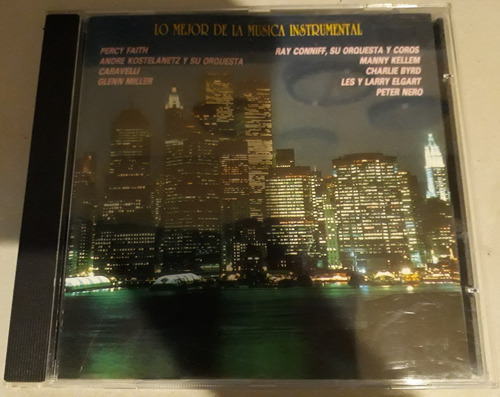 LO MEJOR DE LA MUSICA INSTRUMENTAL
PERCY FAITH
ANDRE KOSTELANETZ Y SU ORQUESTA
CARAVELLI
GLENN MILLER
RAY CONNIFF, SU ORQUESTA Y COROS
MANNY KELLEM
CHARLIE BYRD
LES Y LARRY ELGART
PETER NERO